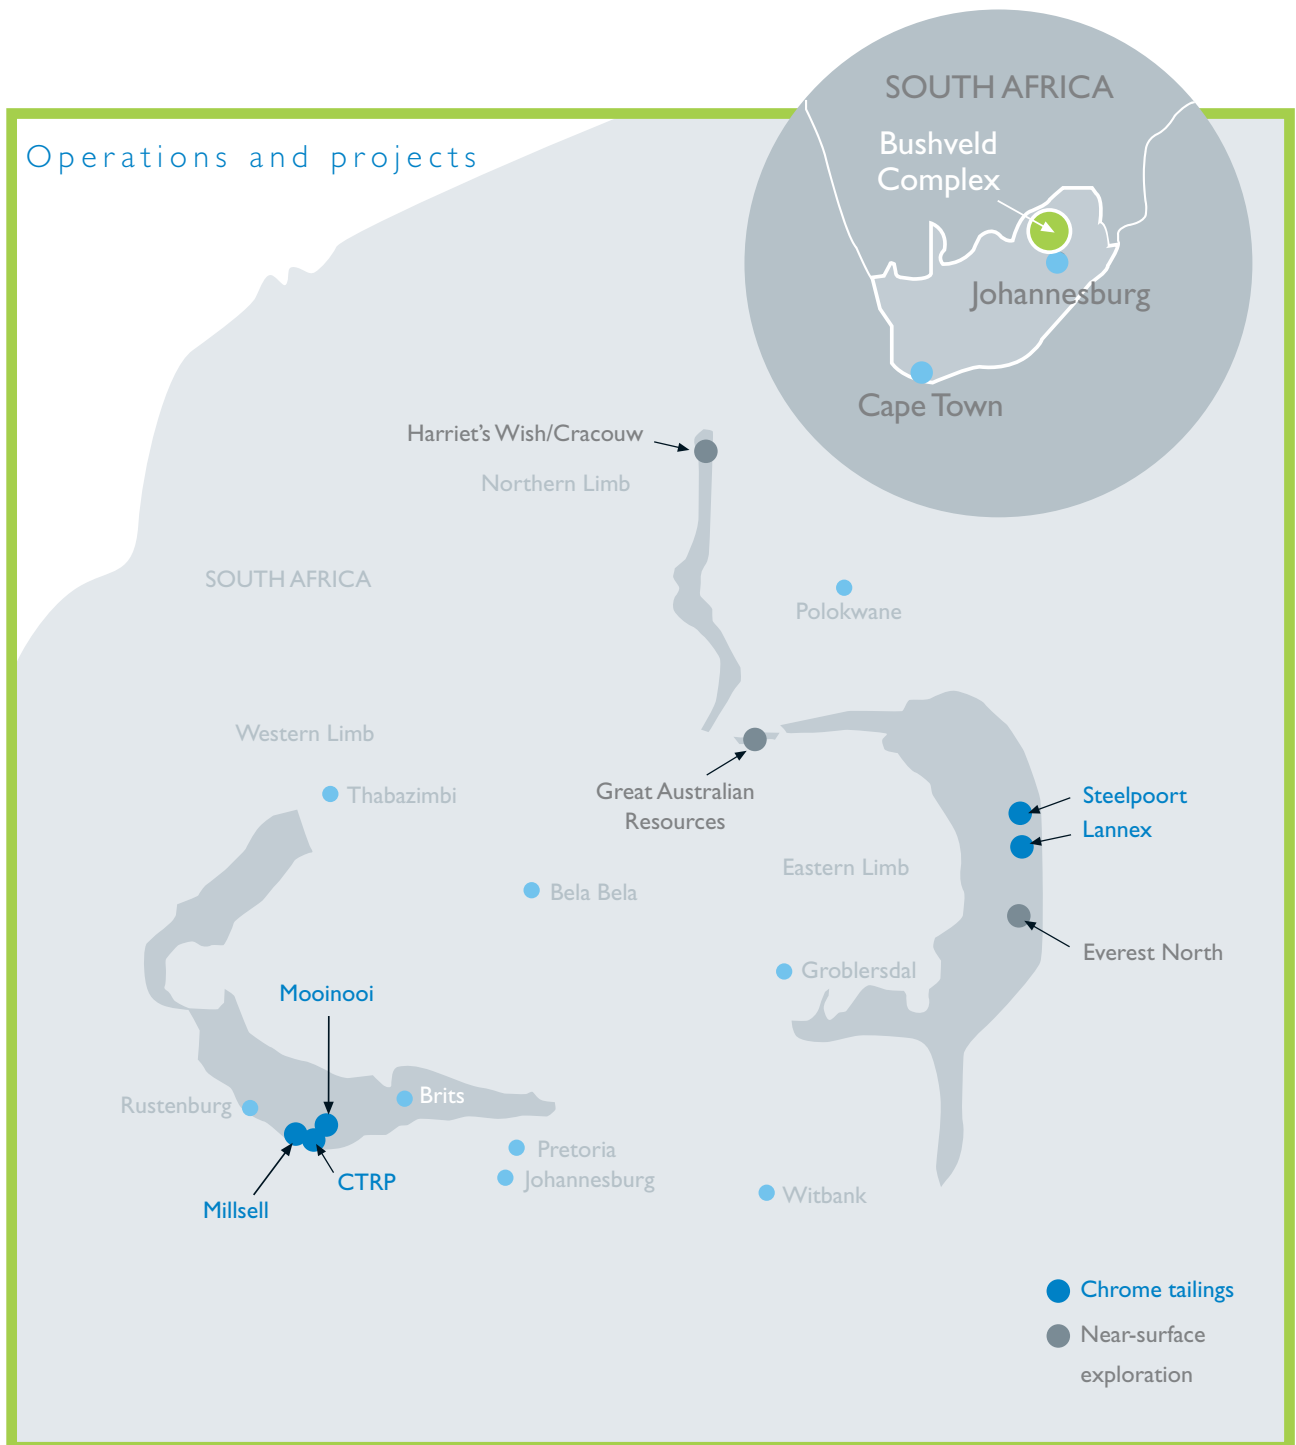 SOUTH AFRICA
Operations and projects
Bushveld
Complex
Johannesburg
Cape Town
Harriet's Wish/Cracouw
Northern Limb
SOUTH AFRICA
Polokwane
Western Limb
Thabazimbi
Great Australian
Resources
Steelpoort
Lannex
Eastern Limb
Bela Bela
Everest North
Groblersdal
Mooinooi
Brits
Rustenburg
Pretoria
Johannesburg
CTRP
Witbank
Millsell
Chrome tailings
Near-surface
exploration